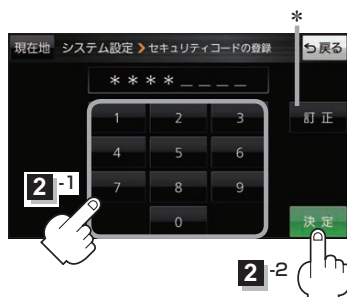 *
現在地 システム設定 ❯ セキュリティコードの登録 戻る
* * * * _ _ _ _
1 2 3 訂正
4 5 6
2 -1
7 8 9
0 決定
2 -2